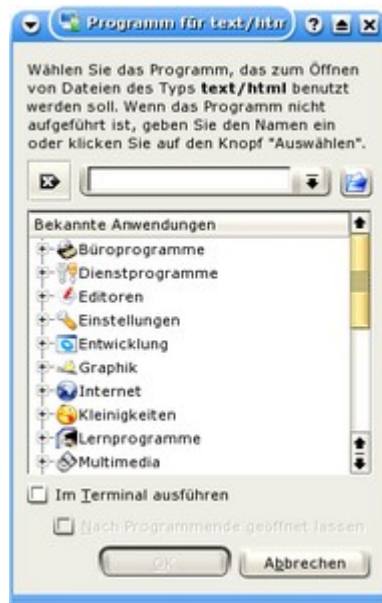 Programm für text/htm
Wählen Sie das Programm, das zum Öffnen
von Dateien des Typs text/html benutzt
werden soll. Wenn das Programm nicht
aufgeführt ist, geben Sie den Namen ein
oder klicken Sie auf den Knopf "Auswählen".
Bekannte Anwendungen
Büroprogramme
Dienstprogramme
Editoren
Einstellungen
Entwicklung
Graphik
Internet
Kleinigkeiten
Lernprogramme
Multimedia
Im Terminal ausführen
Nach Programmende geöffnet lassen
OK
Abbrechen